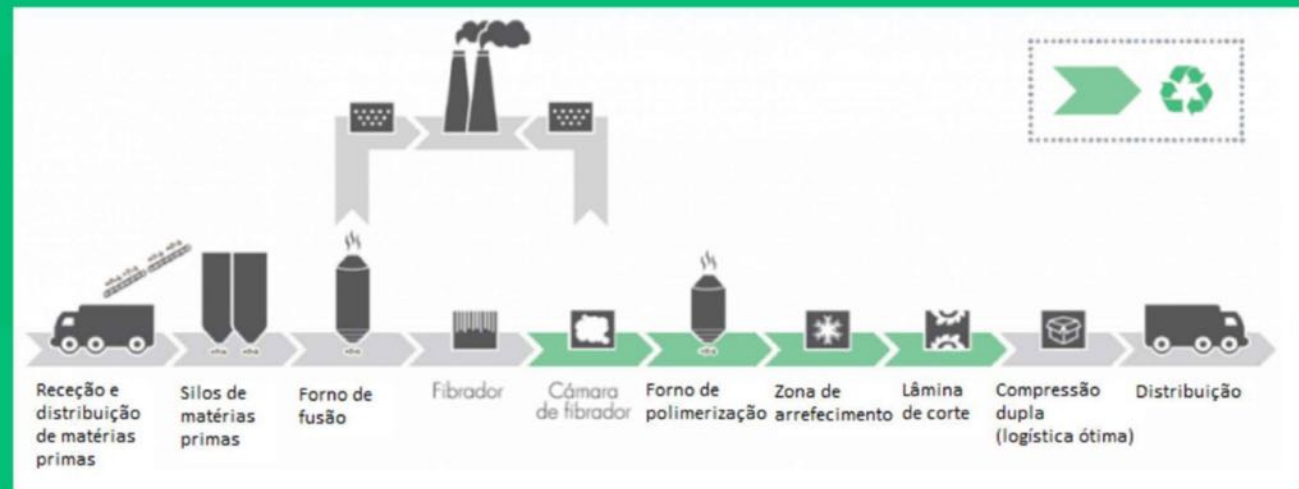 Receção e
distribuição
de matérias
primas
Silos de
matérias
primas
Forno de
fusão
Fibrador
Câmara
de fibrador
Forno de
polimerização
Zona de
arrefecimento
Lâmina
de corte
Compressão
dupla
(logística ótima)
Distribuição